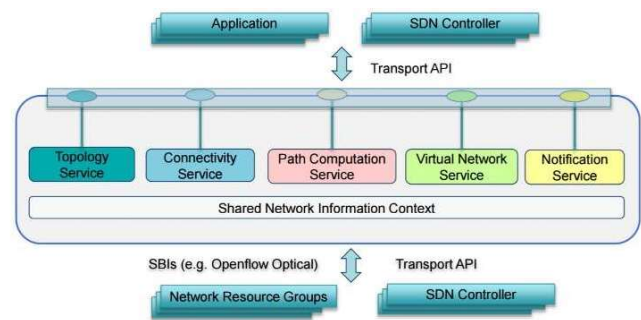 Application
SDN Controller
Transport API
Topology
Service
Connectivity
Service
Path Computation
Service
Virtual Network
Service
Notification
Service
Shared Network Information Context
SBIs (e.g. Openflow Optical)
Transport API
Network Resource Groups
SDN Controller